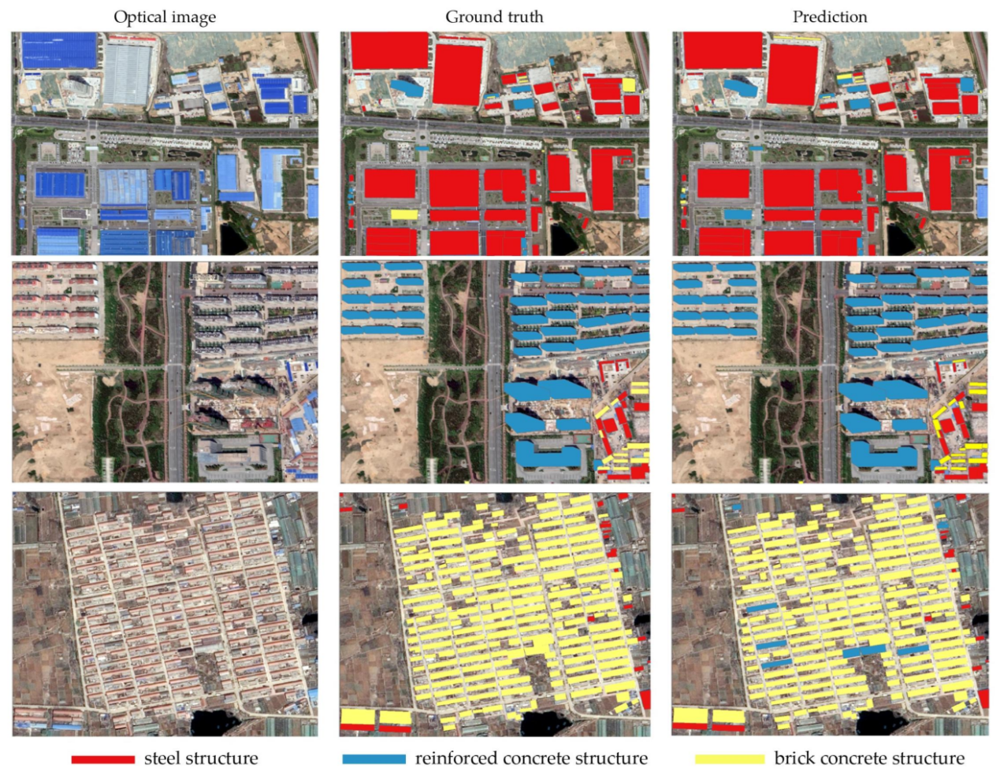 Optical image
Ground truth
Prediction
steel structure
reinforced concrete structure
brick concrete structure